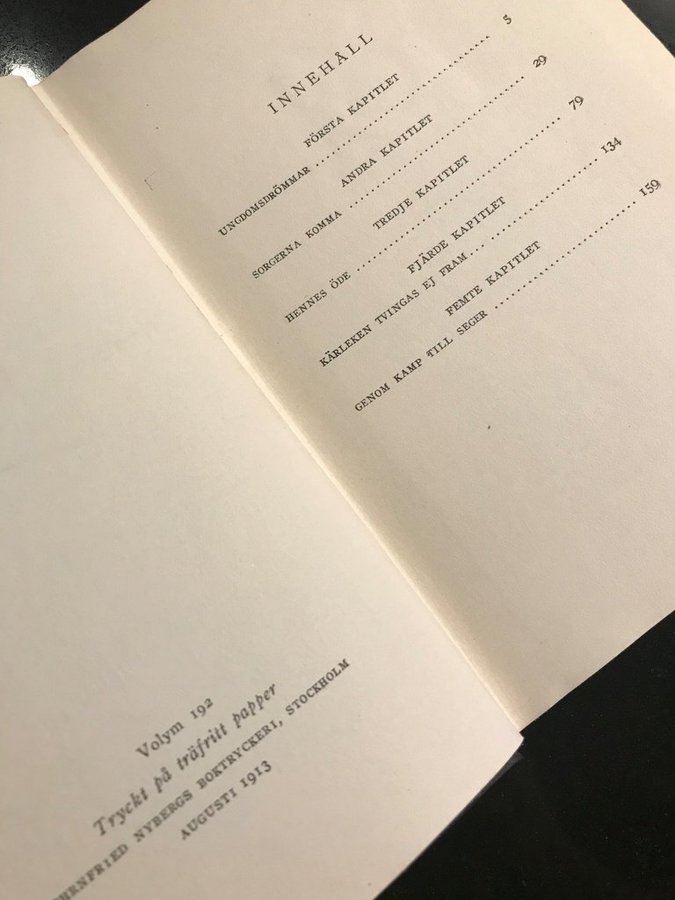 Volym 192
Tryckt på träfritt papper
NYBERGS BOKTRYCKERI, STOCKHOLM
AUGUSTI 1913
INNEHÅLL
FÖRSTA KAPITLET
UNGDOMSDRÖMMAR .......................... 5
ANDRA KAPITLET
SORGERNA KOMMA .......................... 29
TREDJE KAPITLET
HENNES ÖDE .............................. 79
FJÄRDE KAPITLET
KÄRLEKEN TVINGAS EJ FRAM ................ 134
FEMTE KAPITLET
GENOM KAMP TILL SEGER ................... 159